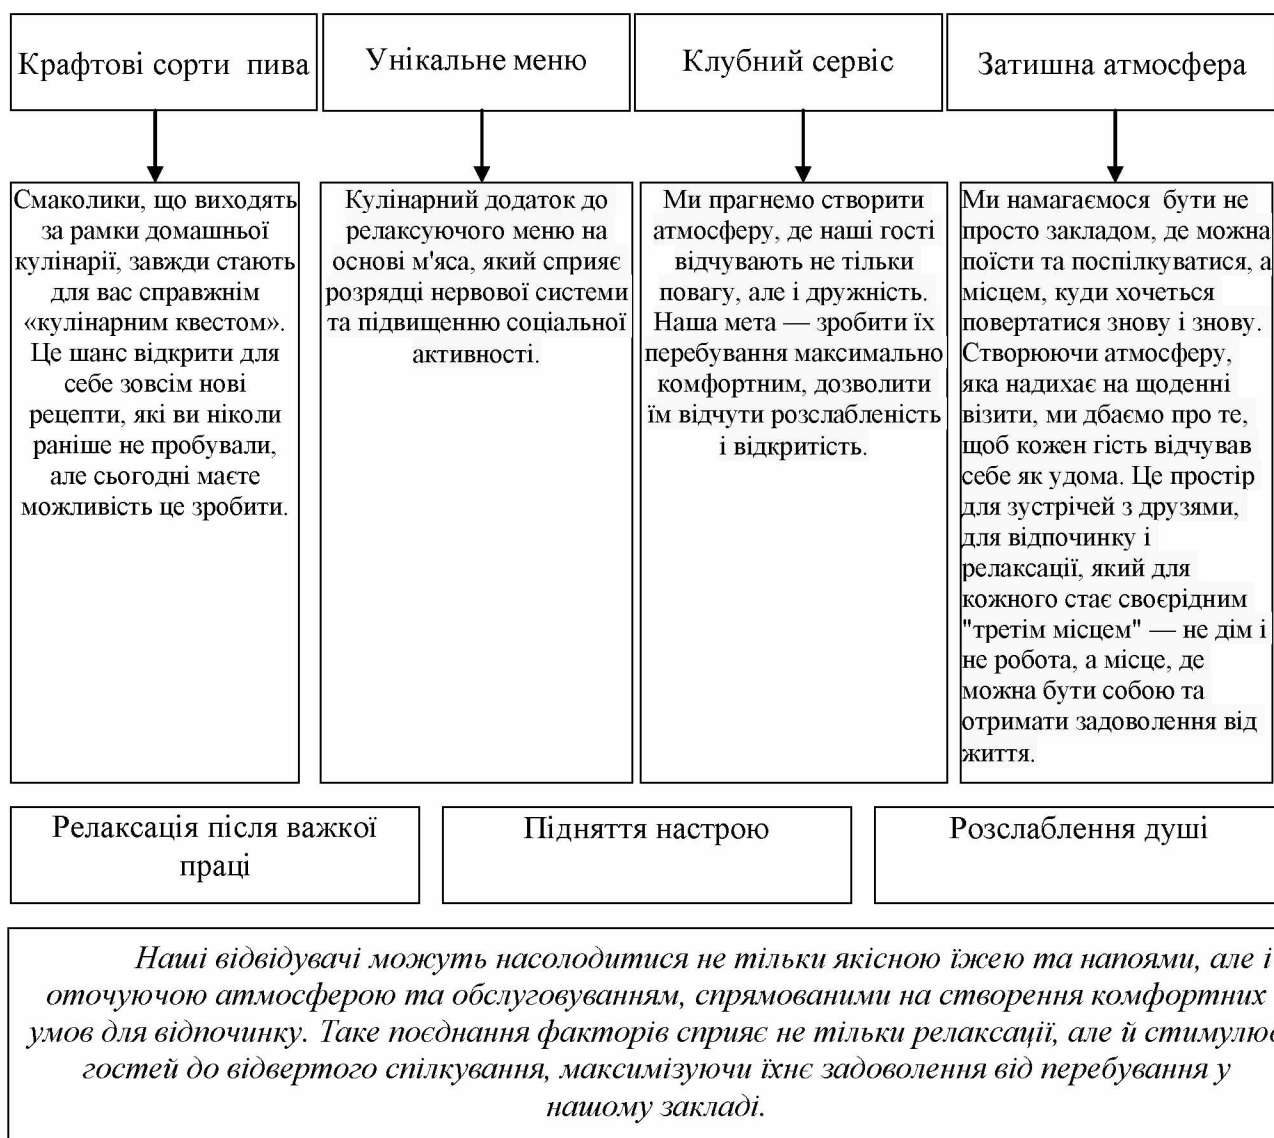 Крафтові сорти пива
Унікальне меню
Клубний сервіс
Затишна атмосфера
Смаколики, що виходять
за рамки домашньої
кулінарії, завжди стають
для вас справжнім
«кулінарним квестом».
Це шанс відкрити для
себе зовсім нові
рецепти, які ви ніколи
раніше не пробували,
але сьогодні маєте
можливість це зробити.
Кулінарний додаток до
релаксуючого меню на
основі м'яса, який сприяє
розрядці нервової системи
та підвищенню соціальної
активності.
Ми прагнемо створити
атмосферу, де наші гості
відчувають не тільки
повагу, але і дружність.
Наша мета — зробити їх
перебування максимально
комфортним, дозволити
їм відчути розслабленість
і відкритість.
Ми намагаємося бути не
просто закладом, де можна
поїсти та поспілкуватися, а
місцем, куди хочеться
повертатися знову і знову.
Створюючи атмосферу,
яка надихає на щоденні
візити, ми дбаємо про те,
щоб кожен гість відчував
себе як удома. Це простір
для зустрічей з друзями,
для відпочинку і
релаксації, який для
кожного стає своєрідним
"третім місцем" — не дім і
не робота, а місце, де
можна бути собою та
отримати задоволення від
життя.
Релаксація після важкої
праці
Підняття настрою
Розслаблення душі
Наші відвідувачі можуть насолодитися не тільки якісною їжею та напоями, але і
оточуючою атмосферою та обслуговуванням, спрямованими на створення комфортних
умов для відпочинку. Таке поєднання факторів сприяє не тільки релаксації, але й стимулює
гостей до відвертого спілкування, максимізуючи їхнє задоволення від перебування у
нашому закладі.